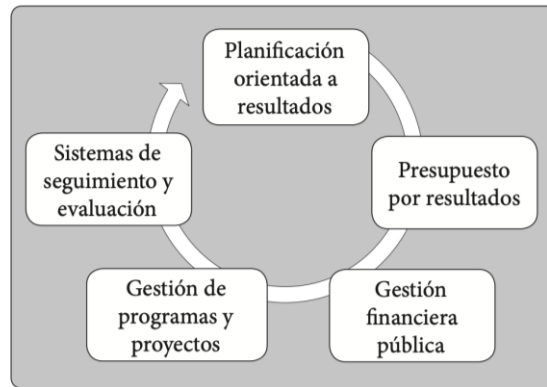 Planificación
orientada a
resultados
Presupuesto
por resultados
Gestión
financiera
pública
Gestión de
programas y
proyectos
Sistemas de
seguimiento y
evaluación